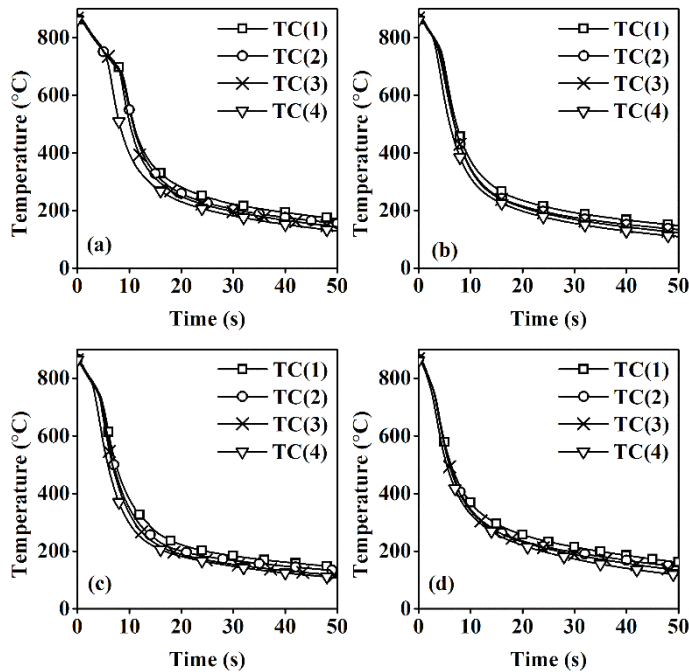 TC(1)
TC(2)
TC(3)
TC(4)
800
600
400
200
0
Temperature (°C)
(a)
0 10 20 30 40 50
Time (s)
TC(1)
TC(2)
TC(3)
TC(4)
800
600
400
200
0
Temperature (°C)
(b)
0 10 20 30 40 50
Time (s)
TC(1)
TC(2)
TC(3)
TC(4)
800
600
400
200
0
Temperature (°C)
(c)
0 10 20 30 40 50
Time (s)
TC(1)
TC(2)
TC(3)
TC(4)
800
600
400
200
0
Temperature (°C)
(d)
0 10 20 30 40 50
Time (s)